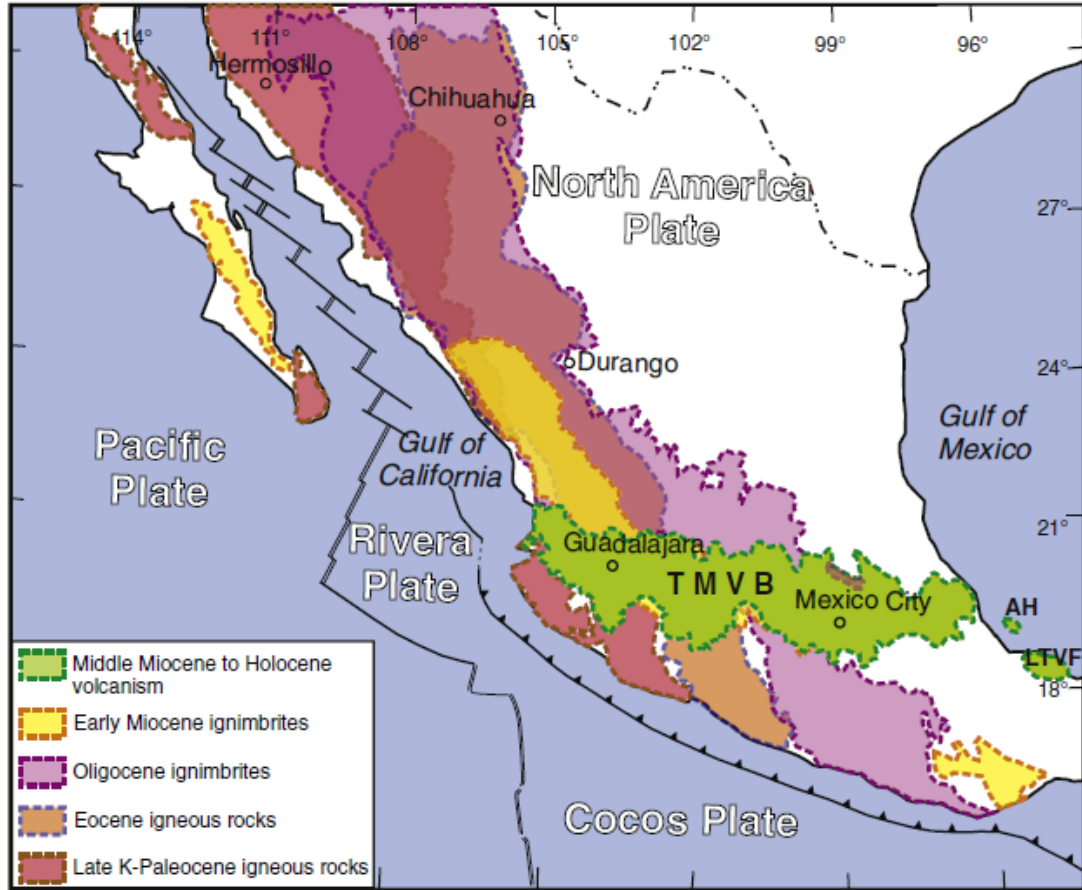 114° 111° 108° 105° 102° 99° 96°
Hermosillo
Chihuahua
North America
Plate
27°
Durango
24°
Pacific
Plate
Gulf of
California
Gulf of
Mexico
21°
Rivera
Plate
Guadalajara
T M V B
Mexico City
AH
LTVF
18°
Cocos Plate
Middle Miocene to Holocene
volcanism
Early Miocene ignimbrites
Oligocene ignimbrites
Eocene igneous rocks
Late K-Paleocene igneous rocks